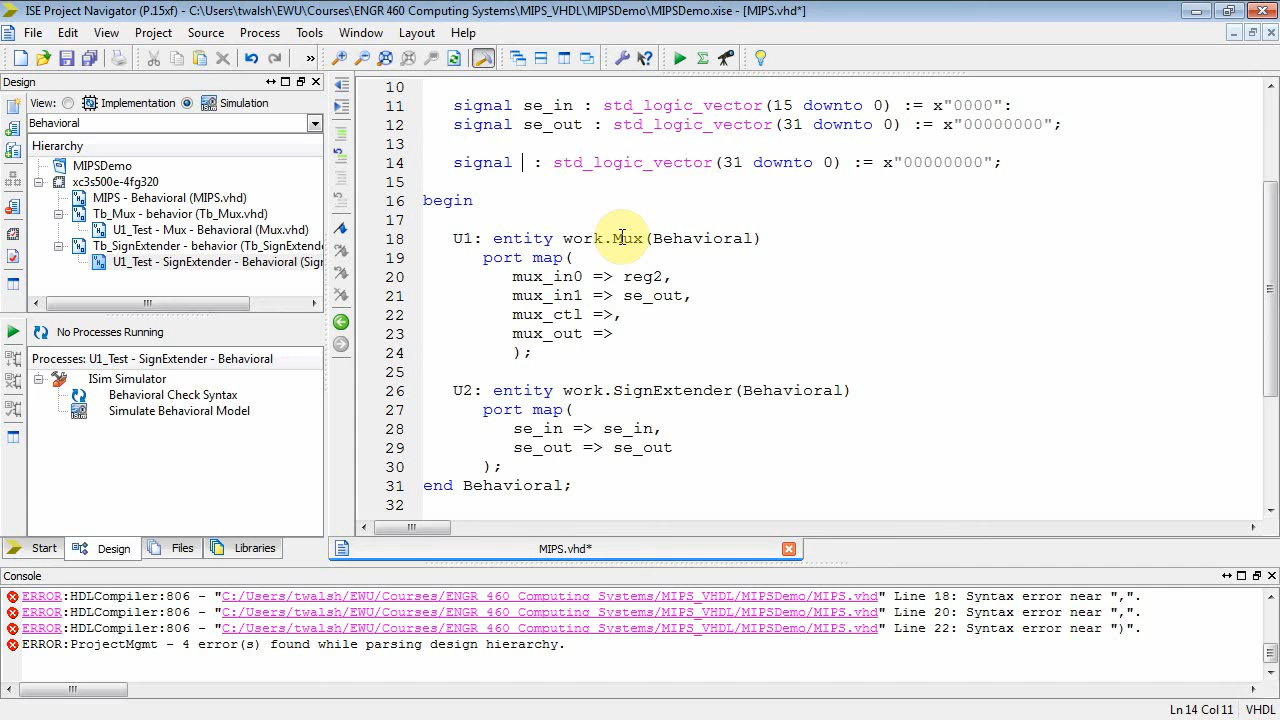 ISE Project Navigator (P.15xf) - C:\Users\twalsh\EWU\Courses\ENGR 460 Computing Systems\MIPS_VHDL\MIPSDemo\MIPSDemo.xise - [MIPS.vhd*]
File Edit View Project Source Process Tools Window Layout Help
»
Design
View: Implementation Simulation
Behavioral
Hierarchy
MIPSDemo
xc3s500e-4fg320
MIPS - Behavioral (MIPS.vhd)
Tb_Mux - behavior (Tb_Mux.vhd)
U1_Test - Mux - Behavioral (Mux.vhd)
Tb_SignExtender - behavior (Tb_SignExtende
U1_Test - SignExtender - Behavioral (Sign
No Processes Running
Processes: U1_Test - SignExtender - Behavioral
ISim Simulator
Behavioral Check Syntax
Simulate Behavioral Model
Start Design Files Libraries
10
11 signal se_in : std_logic_vector(15 downto 0) := x"0000":
12 signal se_out : std_logic_vector(31 downto 0) := x"00000000";
13
14 signal : std_logic_vector(31 downto 0) := x"00000000";
15
16 begin
17
18 U1: entity work.Mux(Behavioral)
19 port map(
20 mux_in0 => reg2,
21 mux_in1 => se_out,
22 mux_ctl =>,
23 mux_out =>
24 );
25
26 U2: entity work.SignExtender(Behavioral)
27 port map(
28 se_in => se_in,
29 se_out => se_out
30 );
31 end Behavioral;
32
MIPS.vhd*
Console
ERROR:HDLCompiler:806 - "C:/Users/twalsh/EWU/Courses/ENGR 460 Computing Systems/MIPS_VHDL/MIPSDemo/MIPS.vhd" Line 18: Syntax error near ",".
ERROR:HDLCompiler:806 - "C:/Users/twalsh/EWU/Courses/ENGR 460 Computing Systems/MIPS_VHDL/MIPSDemo/MIPS.vhd" Line 20: Syntax error near ",".
ERROR:HDLCompiler:806 - "C:/Users/twalsh/EWU/Courses/ENGR 460 Computing Systems/MIPS_VHDL/MIPSDemo/MIPS.vhd" Line 22: Syntax error near ")".
ERROR:ProjectMgmt - 4 error(s) found while parsing design hierarchy.
Ln 14 Col 11 VHDL